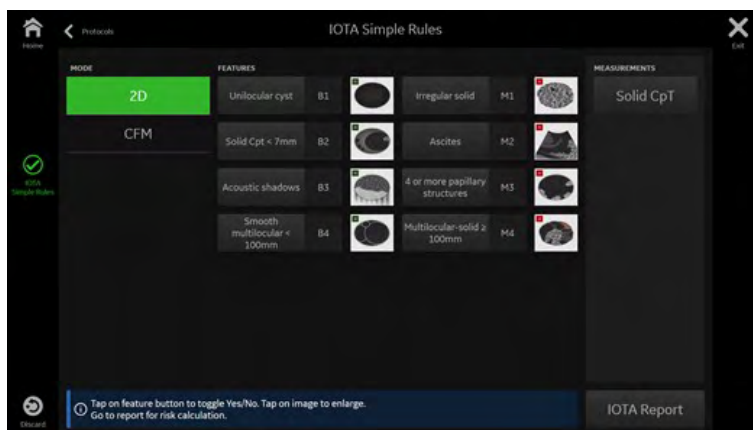 Home
Protocols
IOTA Simple Rules
Exit
MODE
2D
CFM
FEATURES
Unilocular cyst B1
Irregular solid M1
Solid Cpt < 7mm B2
Ascites M2
Acoustic shadows B3
4 or more papillary
structures M3
Smooth
multilocular <
100mm B4
Multilocular-solid ≥
100mm M4
MEASUREMENTS
Solid CpT
IOTA
Simple Rules
Tap on feature button to toggle Yes/No. Tap on image to enlarge.
Go to report for risk calculation.
IOTA Report
Discard